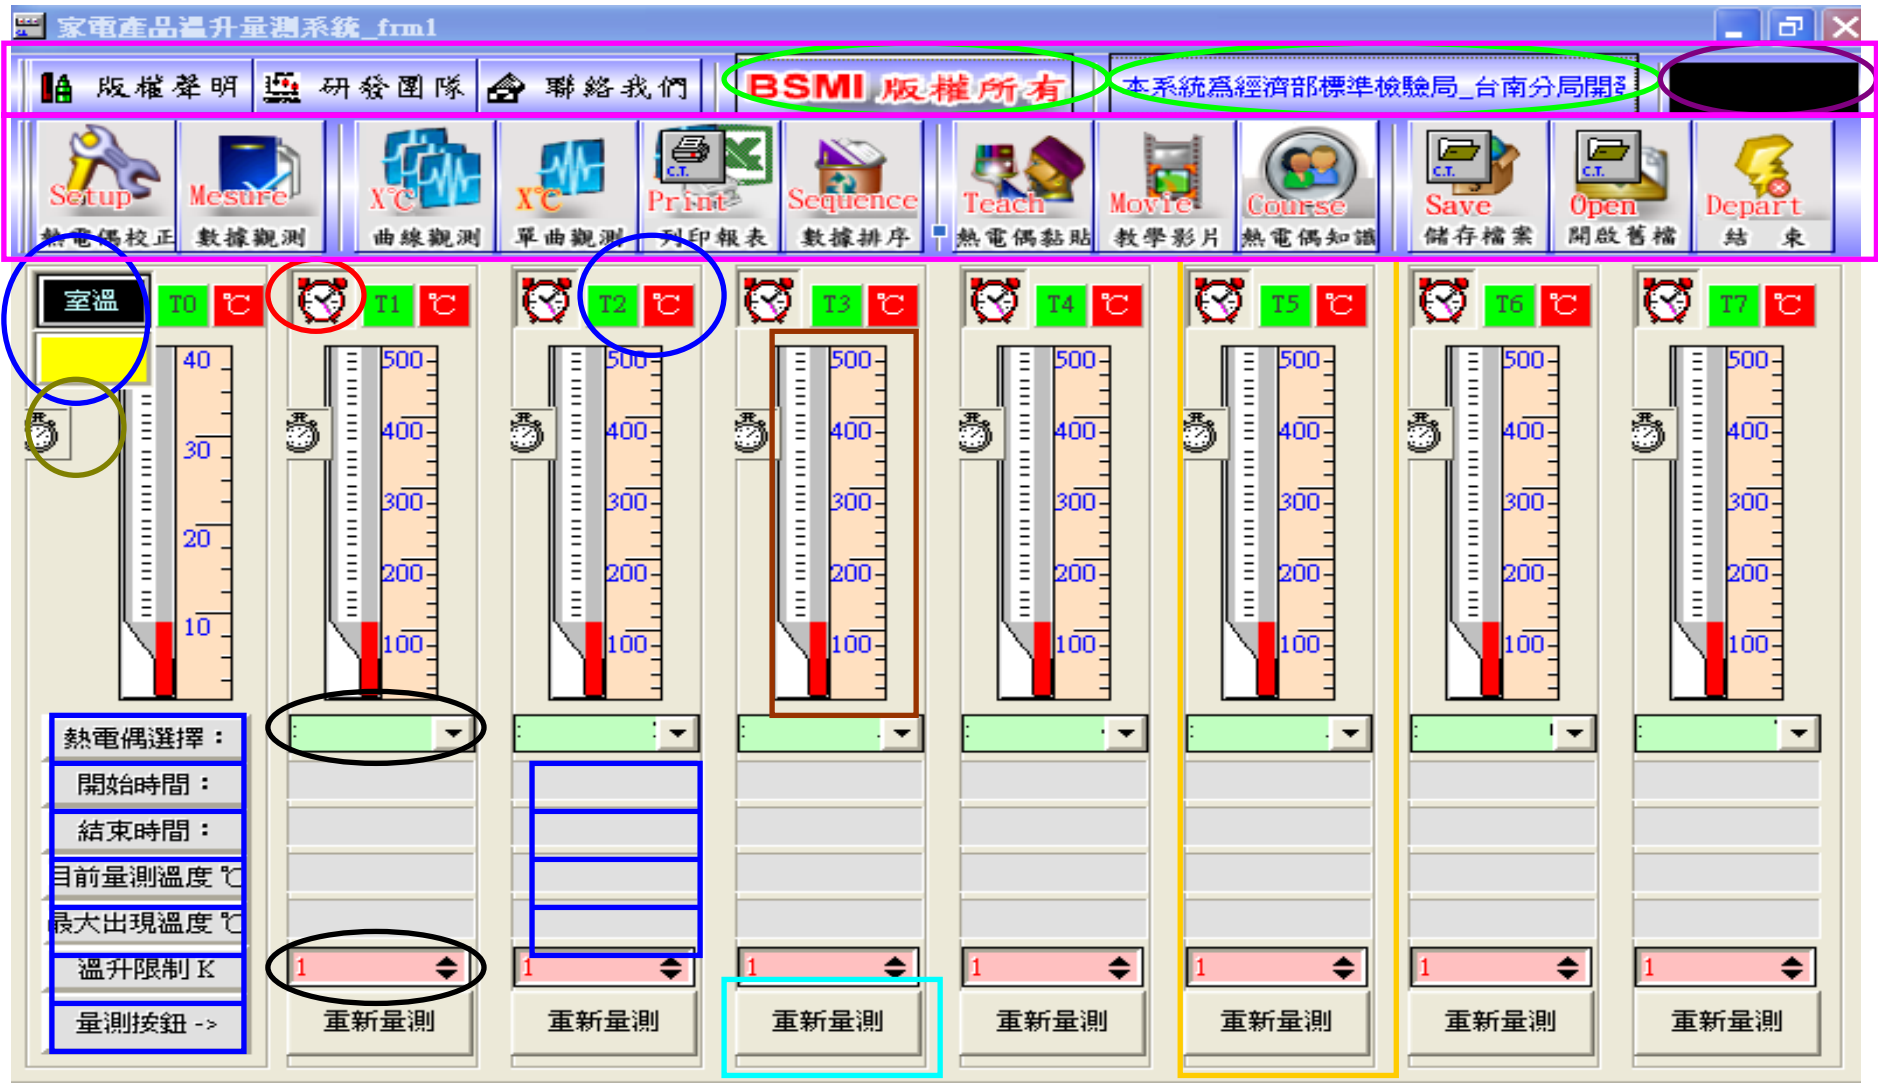 家電產品溫升量測系統_frm1
版權聲明 研發團隊 聯絡我們 BSMI 版權所有 本系統為經濟部標準檢驗局_台南分局開發
Setup Mesure X℃ X℃ Print Sequence Teach Movie Course Save Open Depart
C.T. C.T. C.T.
熱電偶校正 數據觀測 曲線觀測 單曲觀測 列印報表 數據排序 熱電偶黏貼 教學影片 熱電偶知識 儲存檔案 開啟舊檔 結束
室溫 T0 ℃ T1 ℃ T2 ℃ T3 ℃ T4 ℃ T5 ℃ T6 ℃ T7 ℃
40 500 500 500 500 500 500 500
30 400 400 400 400 400 400 400
300 300 300 300 300 300 300
20 200 200 200 200 200 200 200
10 100 100 100 100 100 100 100
熱電偶選擇： : : : : : : :
開始時間：
結束時間：
目前量測溫度℃
最大出現溫度℃
溫升限制 K 1 1 1 1 1 1 1
量測按鈕 -> 重新量測 重新量測 重新量測 重新量測 重新量測 重新量測 重新量測